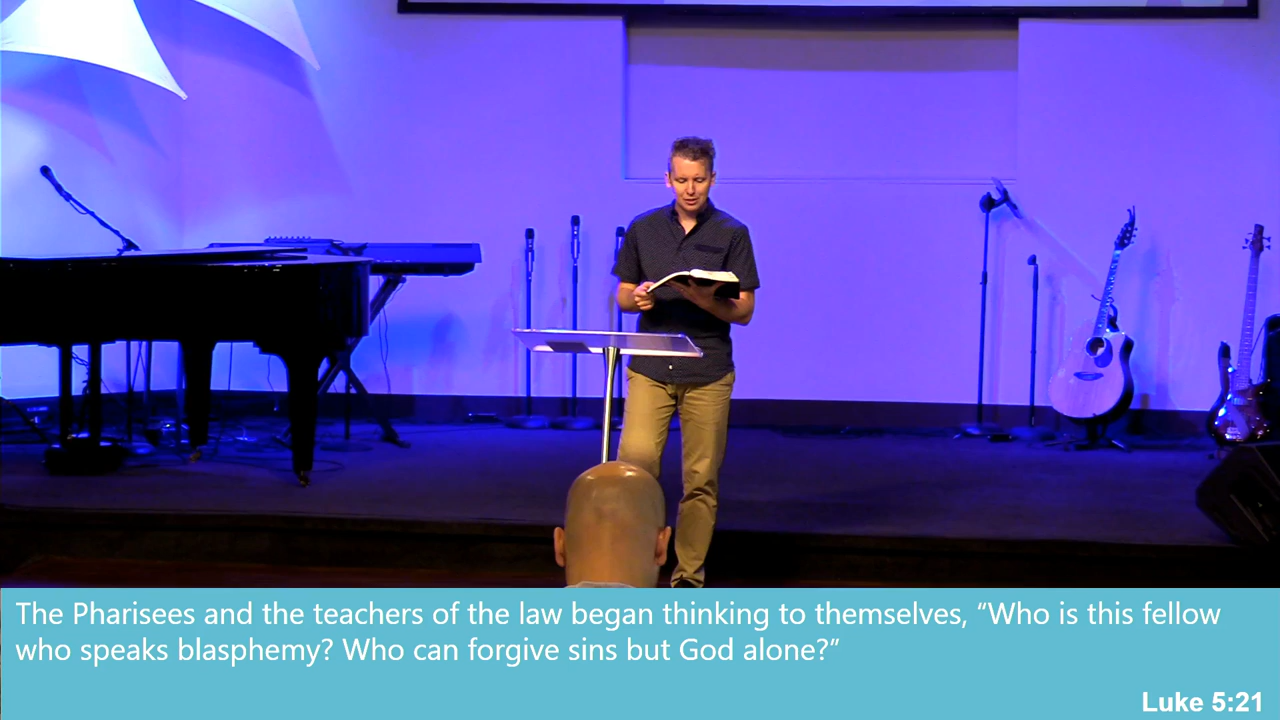 The Pharisees and the teachers of the law began thinking to themselves, “Who is this fellow
who speaks blasphemy? Who can forgive sins but God alone?”
Luke 5:21